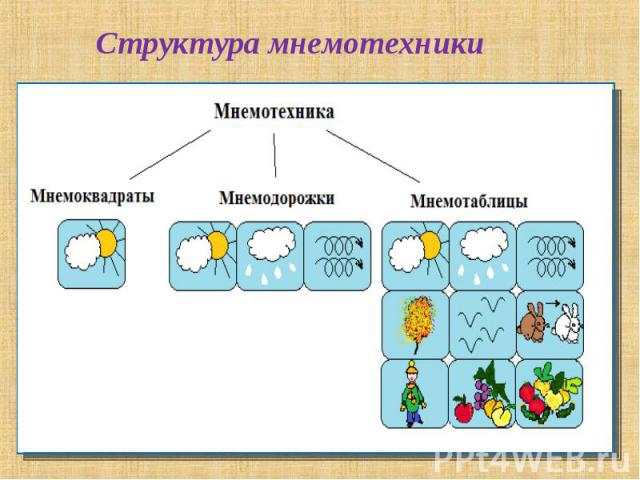 Структура мнемотехники
Мнемотехника
Мнемоквадраты
Мнемодорожки
Мнемотаблицы
PPt4WEB.ru